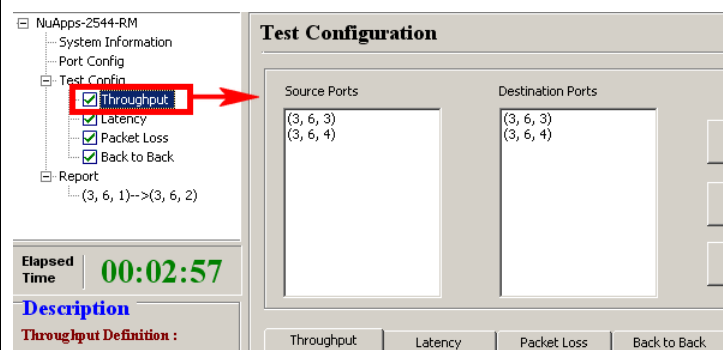 NuApps-2544-RM
System Information
Port Config
Test Config
Throughput
Latency
Packet Loss
Back to Back
Report
(3, 6, 1)-->(3, 6, 2)
Elapsed
Time
00:02:57
Description
Throughput Definition :
Test Configuration
Source Ports
Destination Ports
(3, 6, 3)
(3, 6, 4)
(3, 6, 3)
(3, 6, 4)
Throughput
Latency
Packet Loss
Back to Back